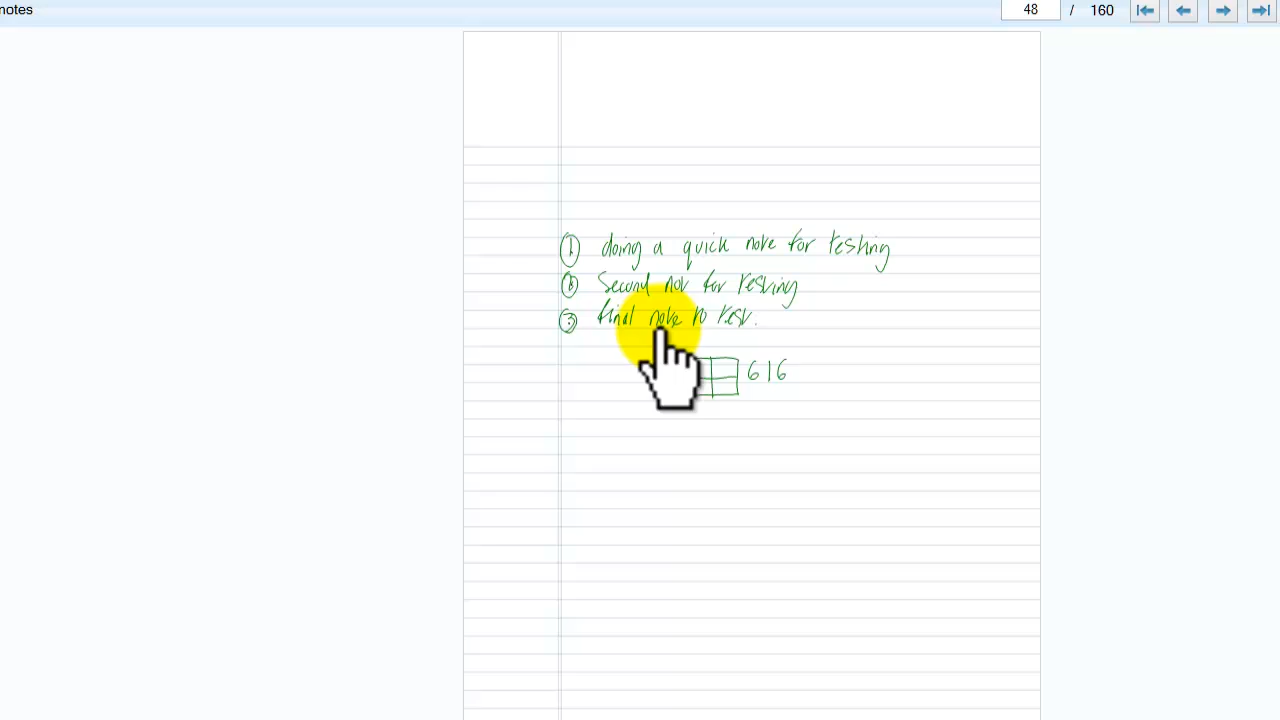 notes 48 / 160
① doing a quick note for testing
② Second not for testing
③ final note to test.
616